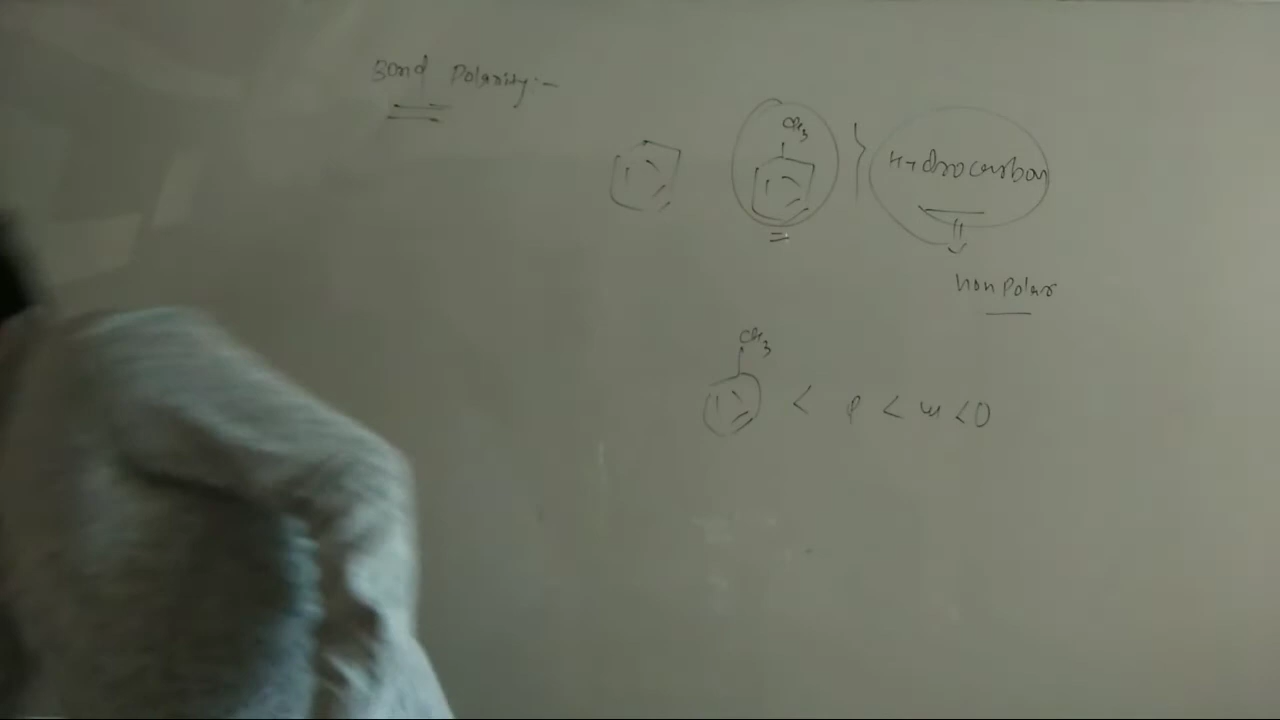 Bond Polarity:-
CH3
Hydrocarbon
non Polar
CH3
< P < m < O